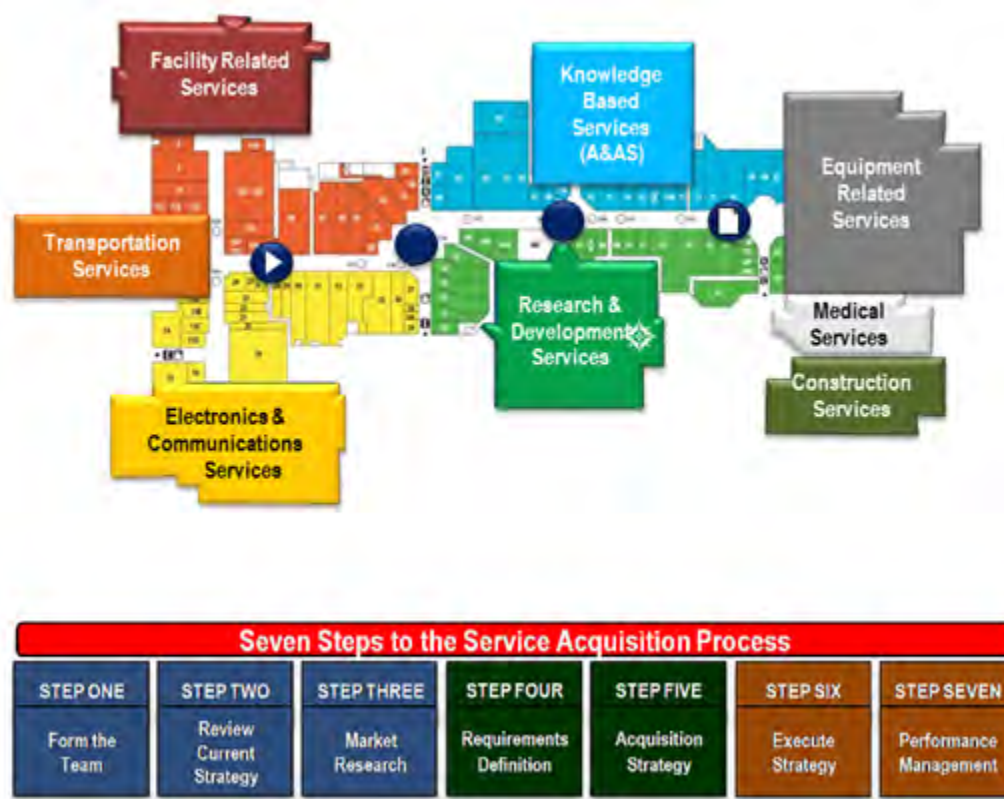 Facility Related
Services
Knowledge
Based
Services
(A&AS)
Equipment
Related
Services
Transportation
Services
Research &
Development
Services
Medical
Services
Construction
Services
Electronics &
Communications
Services
Seven Steps to the Service Acquisition Process
STEP ONE
Form the
Team
STEP TWO
Review
Current
Strategy
STEP THREE
Market
Research
STEP FOUR
Requirements
Definition
STEP FIVE
Acquisition
Strategy
STEP SIX
Execute
Strategy
STEP SEVEN
Performance
Management